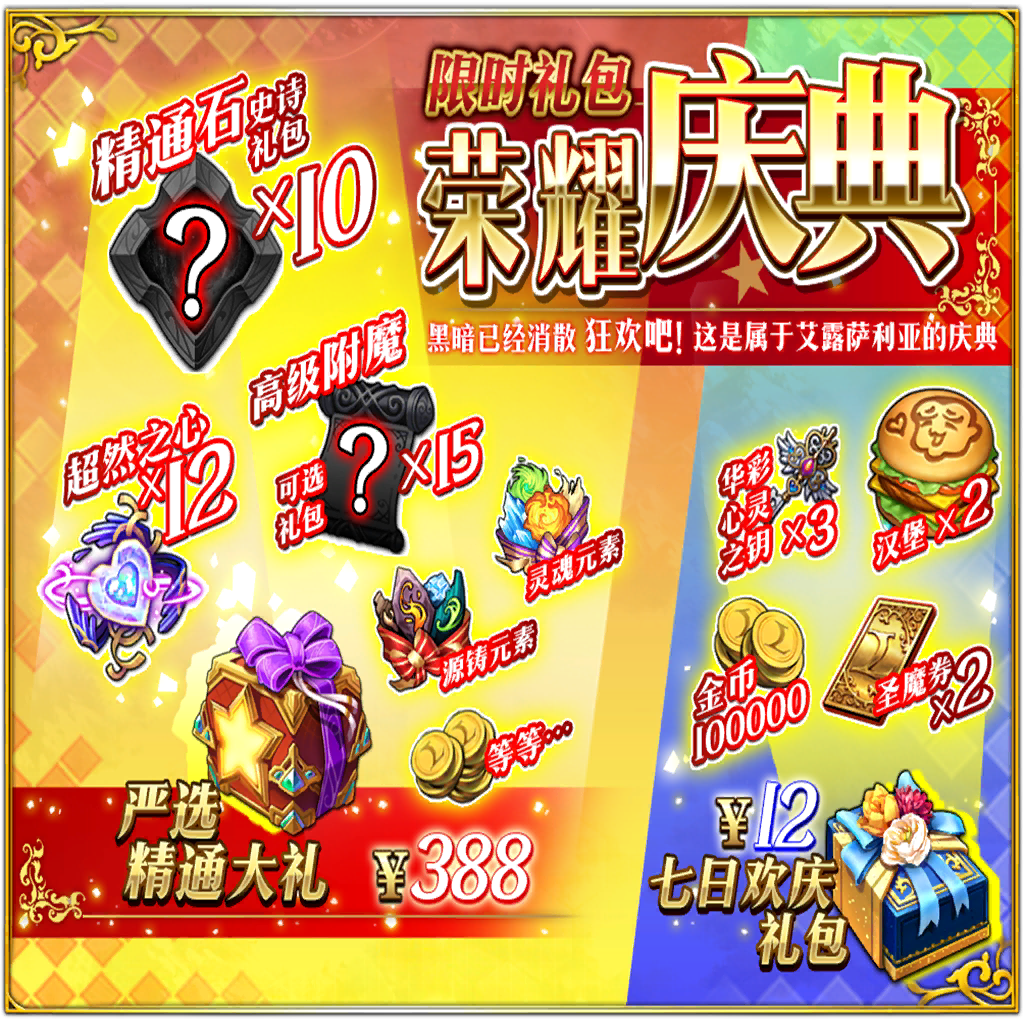 限时礼包
荣耀庆典
黑暗已经消散 狂欢吧! 这是属于艾露萨利亚的庆典
精通石史诗礼包
×10
?
高级附魔
可选礼包
×15
?
超然之心
×12
灵魂元素
源铸元素
等等…
严选
精通大礼
¥388
华彩心灵之钥 ×3
汉堡 ×2
金币
100000
圣魔券
×2
¥12
七日欢庆
礼包